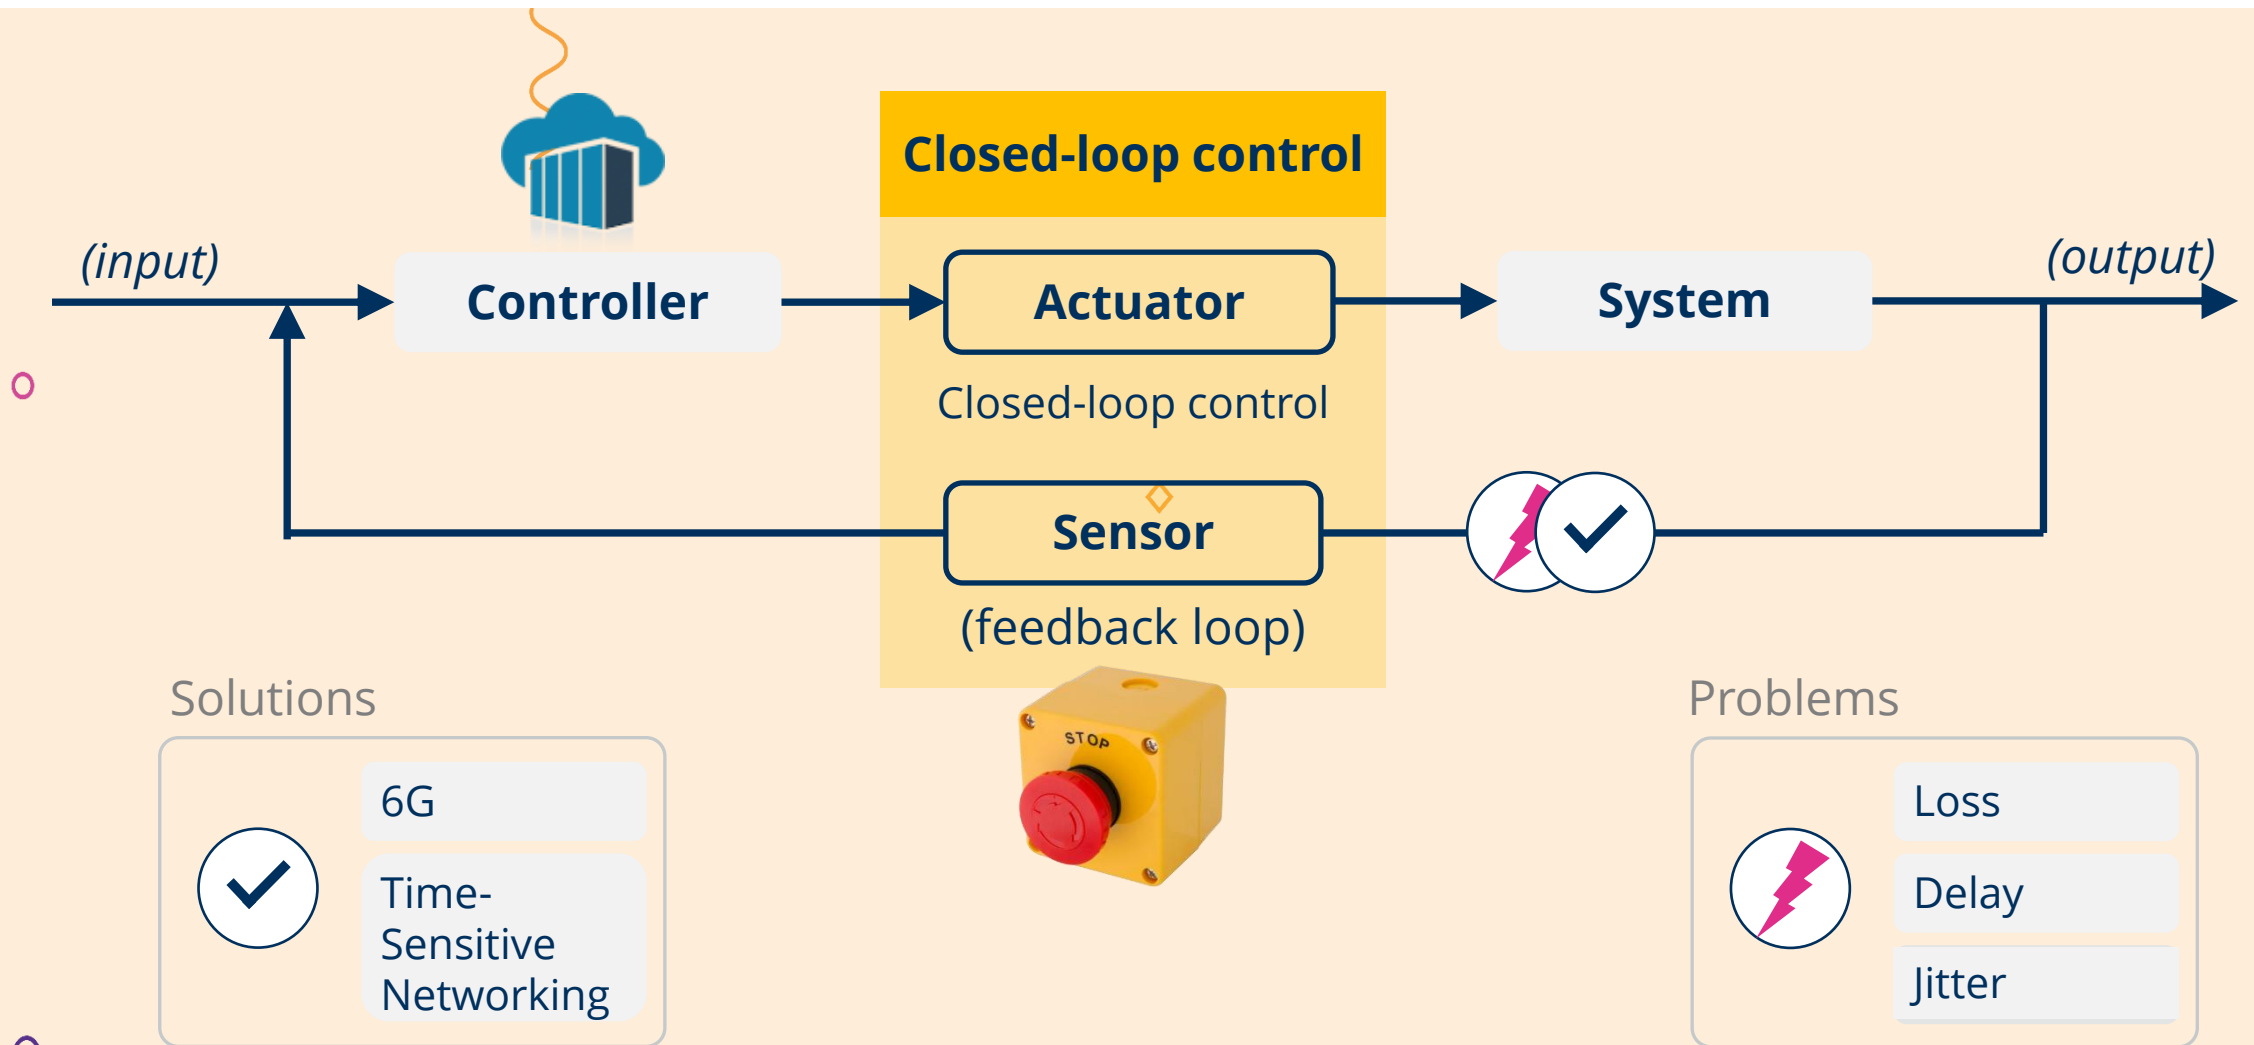 Closed-loop control
(input)
(output)
Controller
Actuator
System
Closed-loop control
Sensor
(feedback loop)
Solutions
Problems
STOP
6G
Time-
Sensitive
Networking
Loss
Delay
Jitter